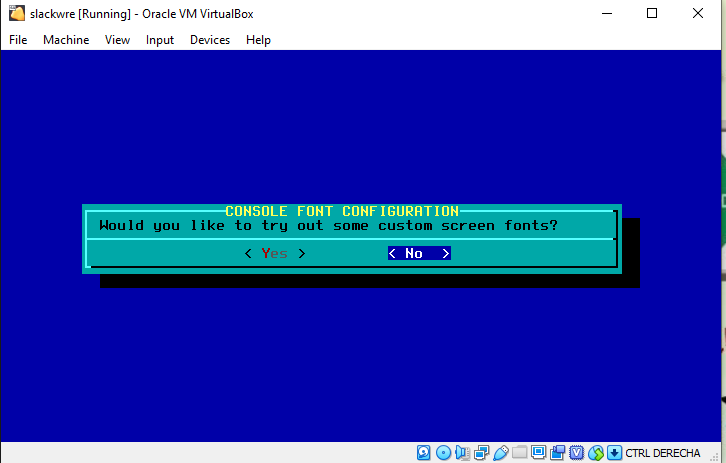 slackwre [Running] - Oracle VM VirtualBox
File Machine View Input Devices Help
CONSOLE FONT CONFIGURATION
Would you like to try out some custom screen fonts?
< Yes > < No >
CTRL DERECHA